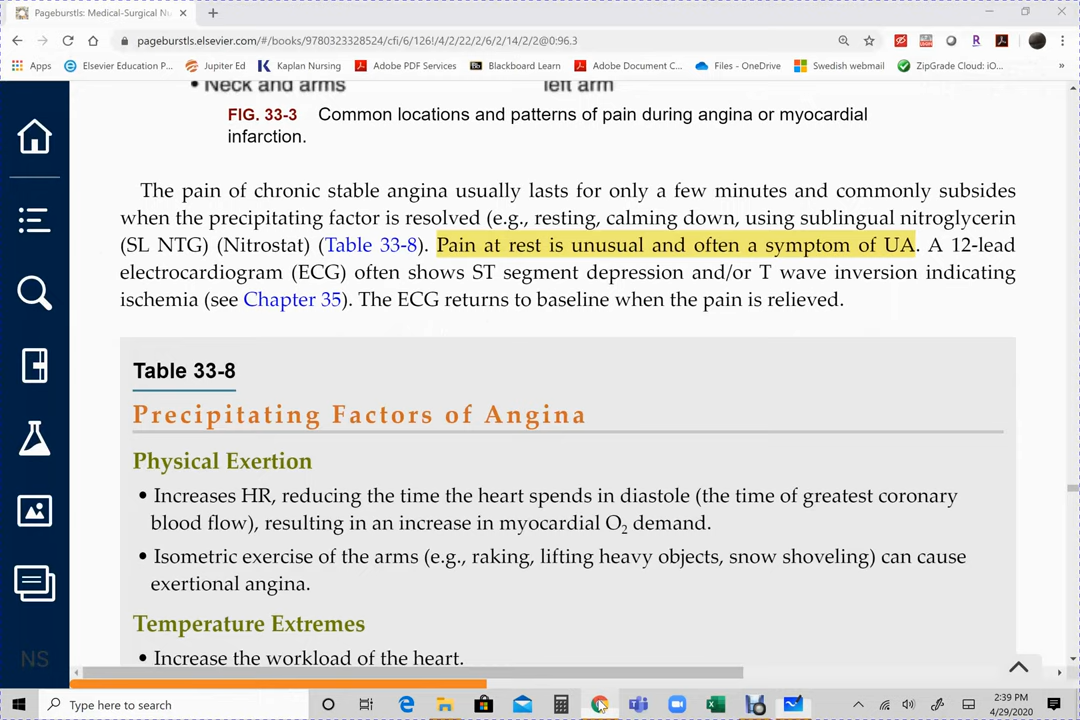 Pageburstls: Medical-Surgical Nu
pageburstls.elsevier.com/#/books/9780323328524/cfi/6/126!/4/2/22/2/6/2/14/2/2@0:96.3
Apps
Elsevier Education P...
Jupiter Ed
Kaplan Nursing
Adobe PDF Services
Blackboard Learn
Adobe Document C...
Files - OneDrive
Swedish webmail
ZipGrade Cloud: iO...
• Neck and arms
left arm
FIG. 33-3 Common locations and patterns of pain during angina or myocardial
infarction.
The pain of chronic stable angina usually lasts for only a few minutes and commonly subsides
when the precipitating factor is resolved (e.g., resting, calming down, using sublingual nitroglycerin
(SL NTG) (Nitrostat) (Table 33-8). Pain at rest is unusual and often a symptom of UA. A 12-lead
electrocardiogram (ECG) often shows ST segment depression and/or T wave inversion indicating
ischemia (see Chapter 35). The ECG returns to baseline when the pain is relieved.
Table 33-8
Precipitating Factors of Angina
Physical Exertion
• Increases HR, reducing the time the heart spends in diastole (the time of greatest coronary
blood flow), resulting in an increase in myocardial O₂ demand.
• Isometric exercise of the arms (e.g., raking, lifting heavy objects, snow shoveling) can cause
exertional angina.
Temperature Extremes
• Increase the workload of the heart.
NS
Type here to search
2:39 PM
4/29/2020